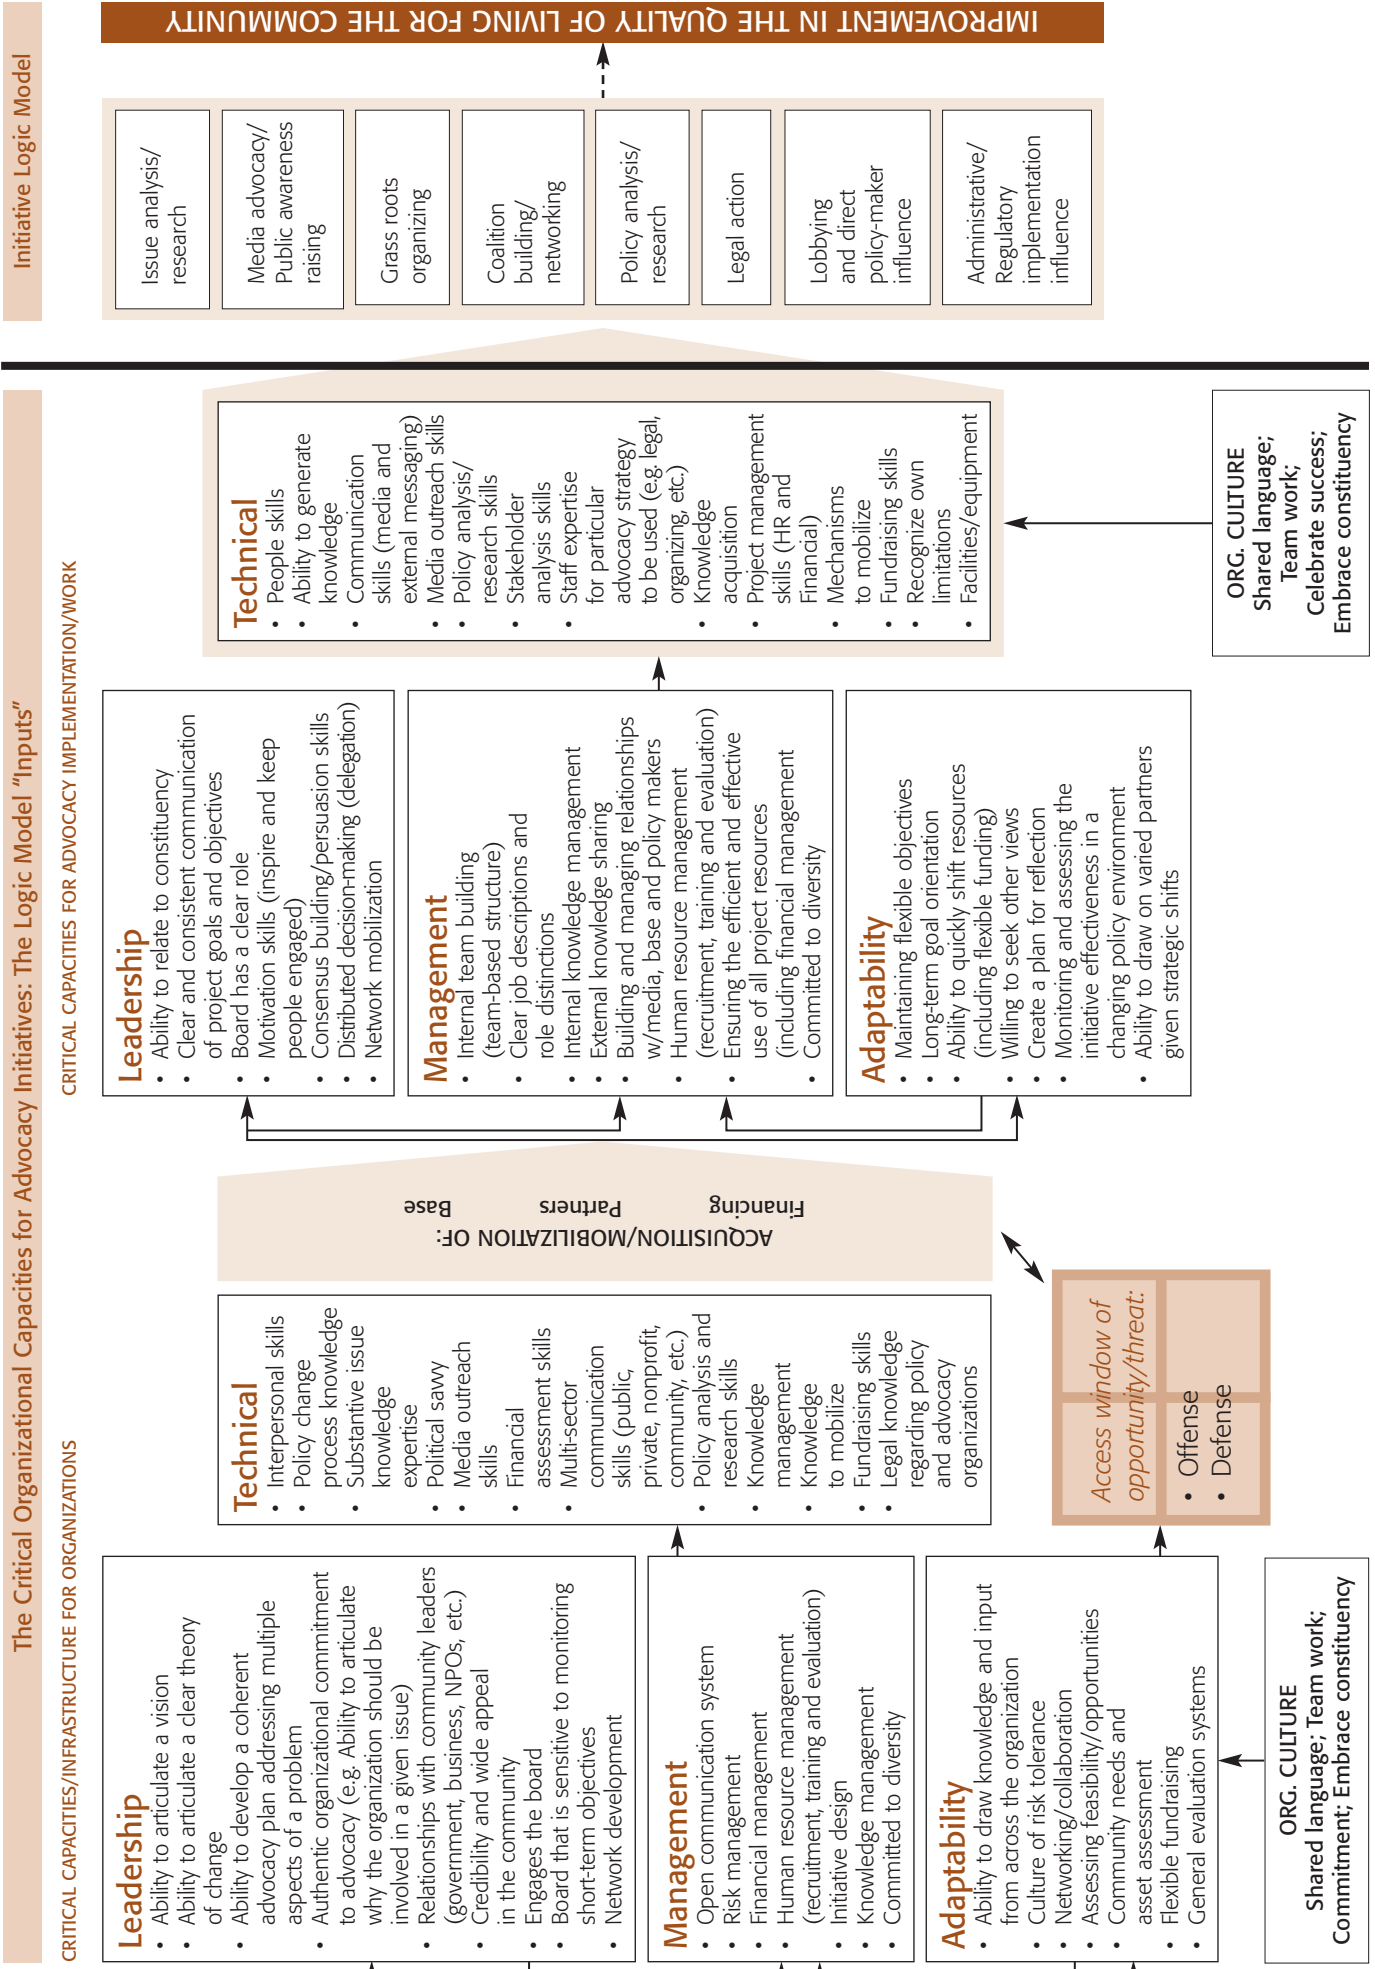 The Critical Organizational Capacities for Advocacy Initiatives: The Logic Model "Inputs"
Initiative Logic Model
CRITICAL CAPACITIES/INFRASTRUCTURE FOR ORGANIZATIONS
CRITICAL CAPACITIES FOR ADVOCACY IMPLEMENTATION/WORK
Leadership
• Ability to articulate a vision
• Ability to articulate a clear theory
of change
• Ability to develop a coherent
advocacy plan addressing multiple
aspects of a problem
• Authentic organizational commitment
to advocacy (e.g. Ability to articulate
why the organization should be
involved in a given issue)
• Relationships with community leaders
(government, business, NPOs, etc.)
• Credibility and wide appeal
in the community
• Engages the board
• Board that is sensitive to monitoring
short-term objectives
• Network development
Management
• Open communication system
• Risk management
• Financial management
• Human resource management
(recruitment, training and evaluation)
• Initiative design
• Knowledge management
• Committed to diversity
Adaptability
• Ability to draw knowledge and input
from across the organization
• Culture of risk tolerance
• Networking/collaboration
• Assessing feasibility/opportunities
• Community needs and
asset assessment
• Flexible fundraising
• General evaluation systems
ORG. CULTURE
Shared language; Team work;
Commitment; Embrace constituency
Technical
• Interpersonal skills
• Policy change
process knowledge
• Substantive issue
knowledge
expertise
• Political savvy
• Media outreach
skills
• Financial
assessment skills
• Multi-sector
communication
skills (public,
private, nonprofit,
community, etc.)
• Policy analysis and
research skills
• Knowledge
management
• Knowledge
to mobilize
• Fundraising skills
• Legal knowledge
regarding policy
and advocacy
organizations
Access window of
opportunity/threat:
• Offense
• Defense
ACQUISITION/MOBILIZATION OF:
Financing Partners Base
Leadership
• Ability to relate to constituency
• Clear and consistent communication
of project goals and objectives
• Board has a clear role
• Motivation skills (inspire and keep
people engaged)
• Consensus building/persuasion skills
• Distributed decision-making (delegation)
• Network mobilization
Management
• Internal team building
(team-based structure)
• Clear job descriptions and
role distinctions
• Internal knowledge management
• External knowledge sharing
• Building and managing relationships
w/media, base and policy makers
• Human resource management
(recruitment, training and evaluation)
• Ensuring the efficient and effective
use of all project resources
(including financial management
• Committed to diversity
Adaptability
• Maintaining flexible objectives
• Long-term goal orientation
• Ability to quickly shift resources
(including flexible funding)
• Willing to seek other views
• Create a plan for reflection
• Monitoring and assessing the
initiative effectiveness in a
changing policy environment
• Ability to draw on varied partners
given strategic shifts
Technical
• People skills
• Ability to generate
knowledge
• Communication
skills (media and
external messaging)
• Media outreach skills
• Policy analysis/
research skills
• Stakeholder
analysis skills
• Staff expertise
for particular
advocacy strategy
to be used (e.g. legal,
organizing, etc.)
• Knowledge
acquisition
• Project management
skills (HR and
Financial)
• Mechanisms
to mobilize
• Fundraising skills
• Recognize own
limitations
• Facilities/equipment
ORG. CULTURE
Shared language;
Team work;
Celebrate success;
Embrace constituency
Issue analysis/
research
Media advocacy/
Public awareness
raising
Grass roots
organizing
Coalition
building/
networking
Policy analysis/
research
Legal action
Lobbying
and direct
policy-maker
influence
Administrative/
Regulatory
implementation
influence
IMPROVEMENT IN THE QUALITY OF LIVING FOR THE COMMUNITY